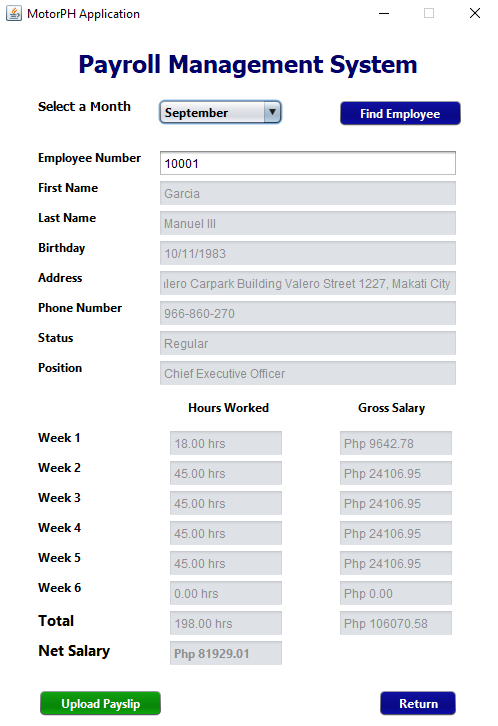 MotorPH Application
Payroll Management System
Select a Month September Find Employee
Employee Number 10001
First Name Garcia
Last Name Manuel III
Birthday 10/11/1983
Address Carpark Building Valero Street 1227, Makati City
Phone Number 966-860-270
Status Regular
Position Chief Executive Officer
Hours Worked Gross Salary
Week 1 18.00 hrs Php 9642.78
Week 2 45.00 hrs Php 24106.95
Week 3 45.00 hrs Php 24106.95
Week 4 45.00 hrs Php 24106.95
Week 5 45.00 hrs Php 24106.95
Week 6 0.00 hrs Php 0.00
Total 198.00 hrs Php 106070.58
Net Salary Php 81929.01
Upload Payslip Return